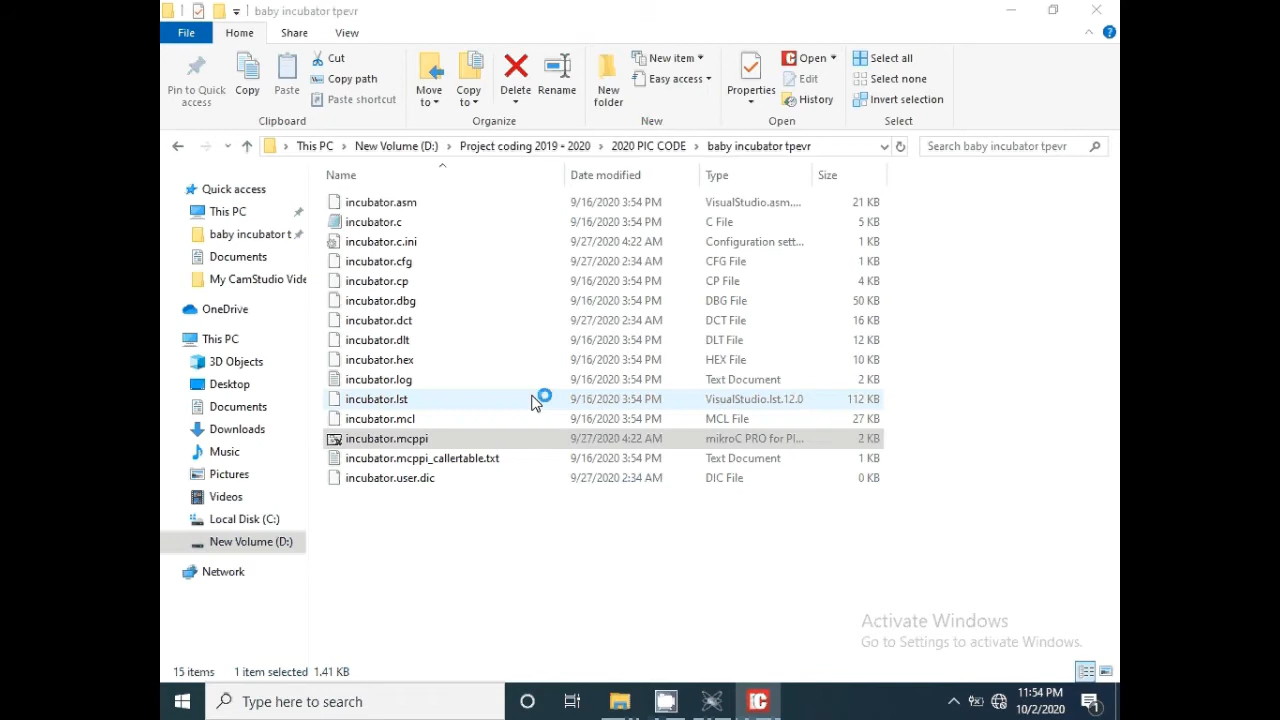 baby incubator tpevr
File Home Share View
Pin to Quick access
Copy
Paste
Cut
Copy path
Paste shortcut
Clipboard
Move to
Copy to
Delete
Rename
Organize
New folder
New item
Easy access
New
Properties
Open
Edit
History
Open
Select all
Select none
Invert selection
Select
This PC New Volume (D:) Project coding 2019 - 2020 2020 PIC CODE baby incubator tpevr
Search baby incubator tpevr
Quick access
This PC
baby incubator t
Documents
My CamStudio Vide
OneDrive
This PC
3D Objects
Desktop
Documents
Downloads
Music
Pictures
Videos
Local Disk (C:)
New Volume (D:)
Network
Name Date modified Type Size
incubator.asm 9/16/2020 3:54 PM VisualStudio.asm.... 21 KB
incubator.c 9/16/2020 3:54 PM C File 5 KB
incubator.c.ini 9/27/2020 4:22 AM Configuration sett... 1 KB
incubator.cfg 9/27/2020 2:34 AM CFG File 1 KB
incubator.cp 9/16/2020 3:54 PM CP File 4 KB
incubator.dbg 9/16/2020 3:54 PM DBG File 50 KB
incubator.dct 9/27/2020 2:34 AM DCT File 16 KB
incubator.dlt 9/16/2020 3:54 PM DLT File 12 KB
incubator.hex 9/16/2020 3:54 PM HEX File 10 KB
incubator.log 9/16/2020 3:54 PM Text Document 2 KB
incubator.lst 9/16/2020 3:54 PM VisualStudio.lst.12.0 112 KB
incubator.mcl 9/16/2020 3:54 PM MCL File 27 KB
incubator.mcppi 9/27/2020 4:22 AM mikroC PRO for PI... 2 KB
incubator.mcppi_callertable.txt 9/16/2020 3:54 PM Text Document 1 KB
incubator.user.dic 9/27/2020 2:34 AM DIC File 0 KB
Activate Windows
Go to Settings to activate Windows.
15 items 1 item selected 1.41 KB
Type here to search
11:54 PM
10/2/2020
1